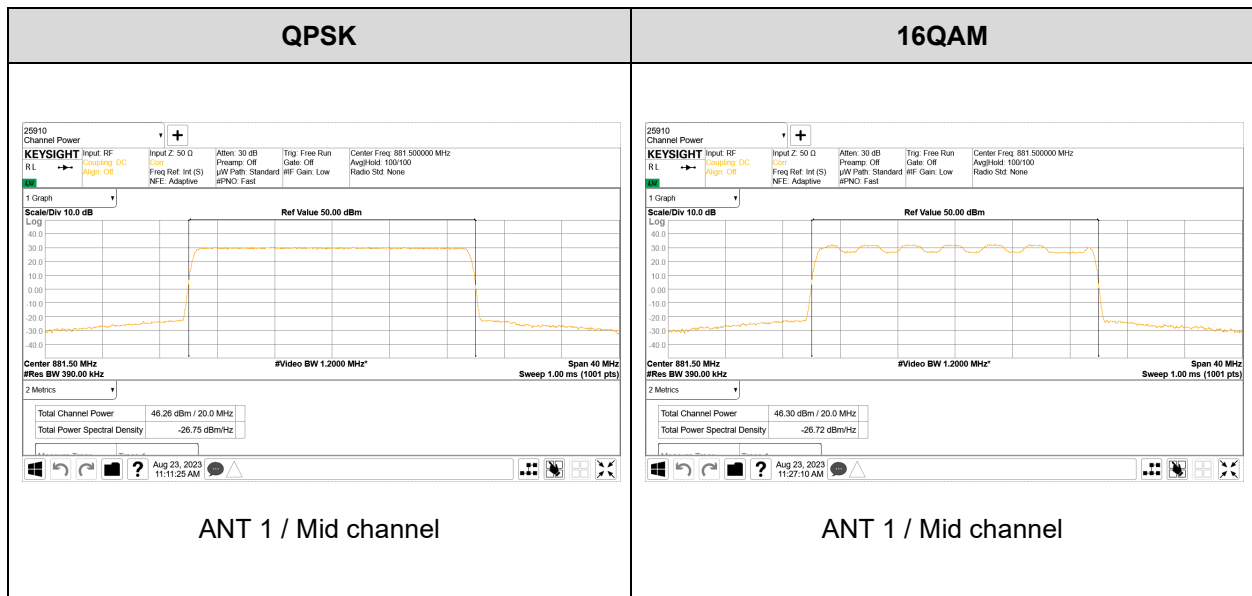 QPSK
16QAM
25910
Channel Power
KEYSIGHT Input: RF
RL
Coupling: DC
Align: Off
Input Z: 50 Ω
Corr
Freq Ref: Int (S)
NFE: Adaptive
Atten: 30 dB
Preamp: Off
µW Path: Standard
#PNO: Fast
Trig: Free Run
Gate: Off
#IF Gain: Low
Center Freq: 881.500000 MHz
Avg|Hold: 100/100
Radio Std: None
LXI
1 Graph
Scale/Div 10.0 dB
Ref Value 50.00 dBm
Log
40.0
30.0
20.0
10.0
0.00
-10.0
-20.0
-30.0
-40.0
Center 881.50 MHz
#Video BW 1.2000 MHz*
Span 40 MHz
#Res BW 390.00 kHz
Sweep 1.00 ms (1001 pts)
2 Metrics
Total Channel Power 46.26 dBm / 20.0 MHz
Total Power Spectral Density -26.75 dBm/Hz
?
Aug 23, 2023
11:11:25 AM
ANT 1 / Mid channel
25910
Channel Power
KEYSIGHT Input: RF
RL
Coupling: DC
Align: Off
Input Z: 50 Ω
Corr
Freq Ref: Int (S)
NFE: Adaptive
Atten: 30 dB
Preamp: Off
µW Path: Standard
#PNO: Fast
Trig: Free Run
Gate: Off
#IF Gain: Low
Center Freq: 881.500000 MHz
Avg|Hold: 100/100
Radio Std: None
LXI
1 Graph
Scale/Div 10.0 dB
Ref Value 50.00 dBm
Log
40.0
30.0
20.0
10.0
0.00
-10.0
-20.0
-30.0
-40.0
Center 881.50 MHz
#Video BW 1.2000 MHz*
Span 40 MHz
#Res BW 390.00 kHz
Sweep 1.00 ms (1001 pts)
2 Metrics
Total Channel Power 46.30 dBm / 20.0 MHz
Total Power Spectral Density -26.72 dBm/Hz
?
Aug 23, 2023
11:27:10 AM
ANT 1 / Mid channel